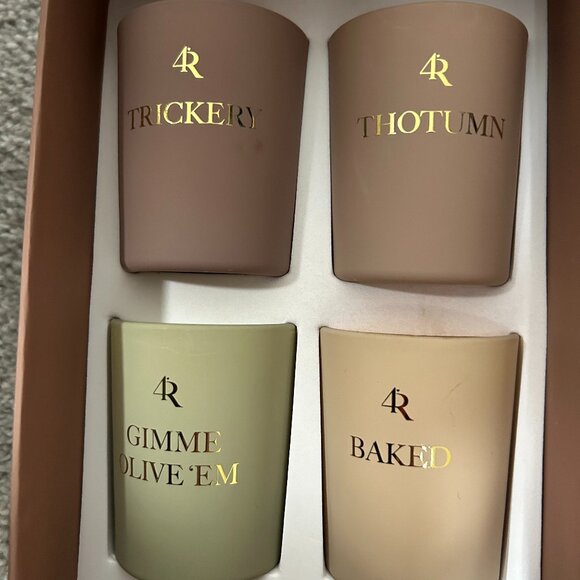 4R
TRICKERY
4R
THOTUMN
4R
GIMME
OLIVE 'EM
4R
BAKED